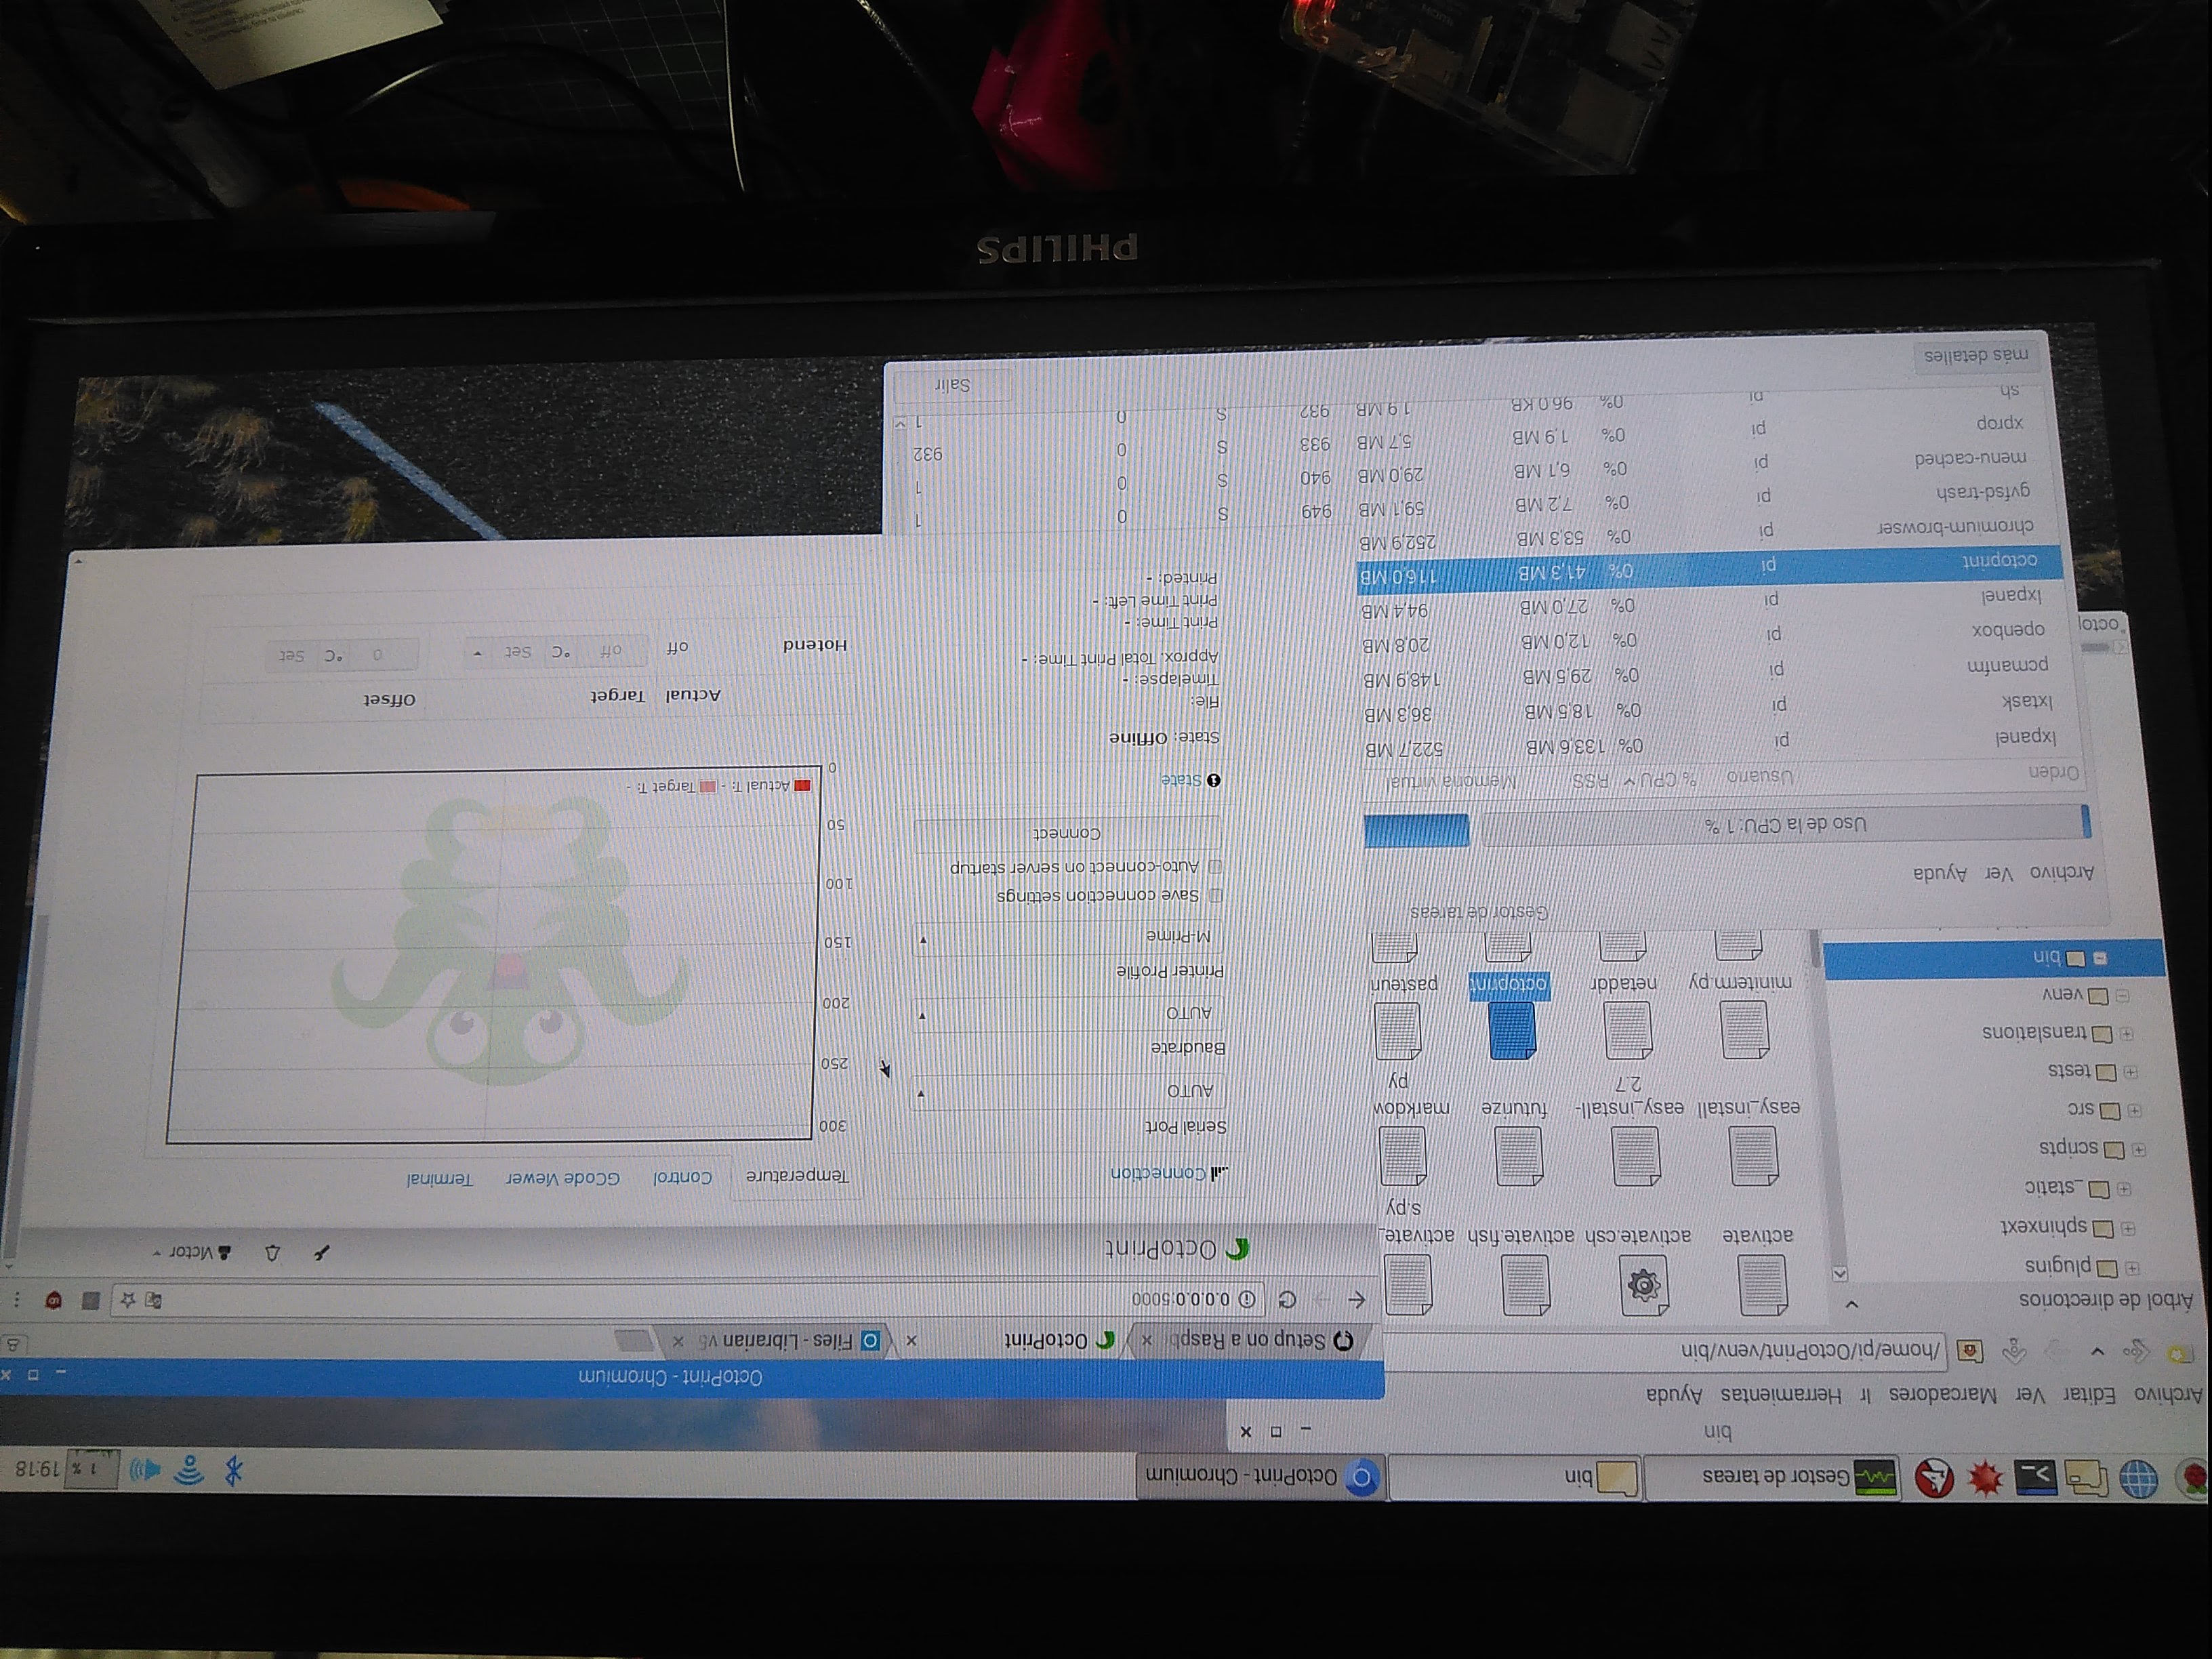 Gestor de tareas
bin
OctoPrint - Chromium
1 %
19:18
bin
Archivo Editar Ver Marcadores Ir Herramientas Ayuda
/home/pi/OctoPrint/venv/bin
Árbol de directorios
plugins
sphinxext
_static
scripts
src
tests
translations
venv
bin
activate
activate.csh
activate.fish
activate_
s.py
easy_install
easy_install-
2.7
futurize
markdow
py
miniterm.py
netaddr
octoprint
pasteuri
"octo
OctoPrint - Chromium
Setup on a Raspb
OctoPrint
Files - Librarian v5
0.0.0.0:5000
OctoPrint
Victor
Connection
Serial Port
AUTO
Baudrate
AUTO
Printer Profile
M-Prime
Save connection settings
Auto-connect on server startup
Connect
State
State: Offline
File:
Timelapse: -
Approx. Total Print Time: -
Print Time: -
Print Time Left: -
Printed: -
Temperature Control GCode Viewer Terminal
300
250
200
150
100
50
0
Actual T: - Target T: -
Actual Target Offset
Hotend off off °C Set 0 °C Set
Gestor de tareas
Archivo Ver Ayuda
Uso de la CPU: 1 %
Orden Usuario % CPU RSS Memoria virtual
lxpanel pi 0% 133,6 MB 522,7 MB
lxtask pi 0% 18,5 MB 36,3 MB
pcmanfm pi 0% 29,5 MB 148,9 MB
openbox pi 0% 12,0 MB 20,8 MB
lxpanel pi 0% 27,0 MB 94,4 MB
octoprint pi 0% 41,3 MB 116,0 MB
chromium-browser pi 0% 53,3 MB 252,9 MB
gvfsd-trash pi 0% 7,2 MB 59,1 MB 949 S 0 1
menu-cached pi 0% 6,1 MB 29,0 MB 940 S 0 1
xprop pi 0% 1,9 MB 5,7 MB 933 S 0 932
sh pi 0% 96,0 KB 1,9 MB 932 S 0 1
más detalles
Salir
PHILIPS